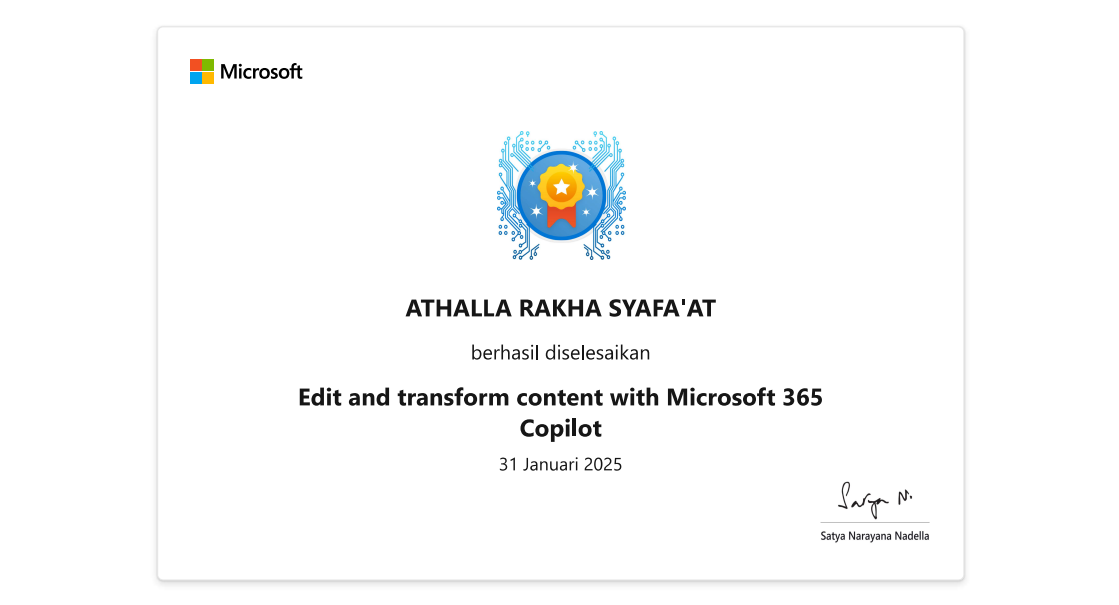 Microsoft
ATHALLA RAKHA SYAFA'AT
berhasil diselesaikan
Edit and transform content with Microsoft 365
Copilot
31 Januari 2025
Satya N.
Satya Narayana Nadella